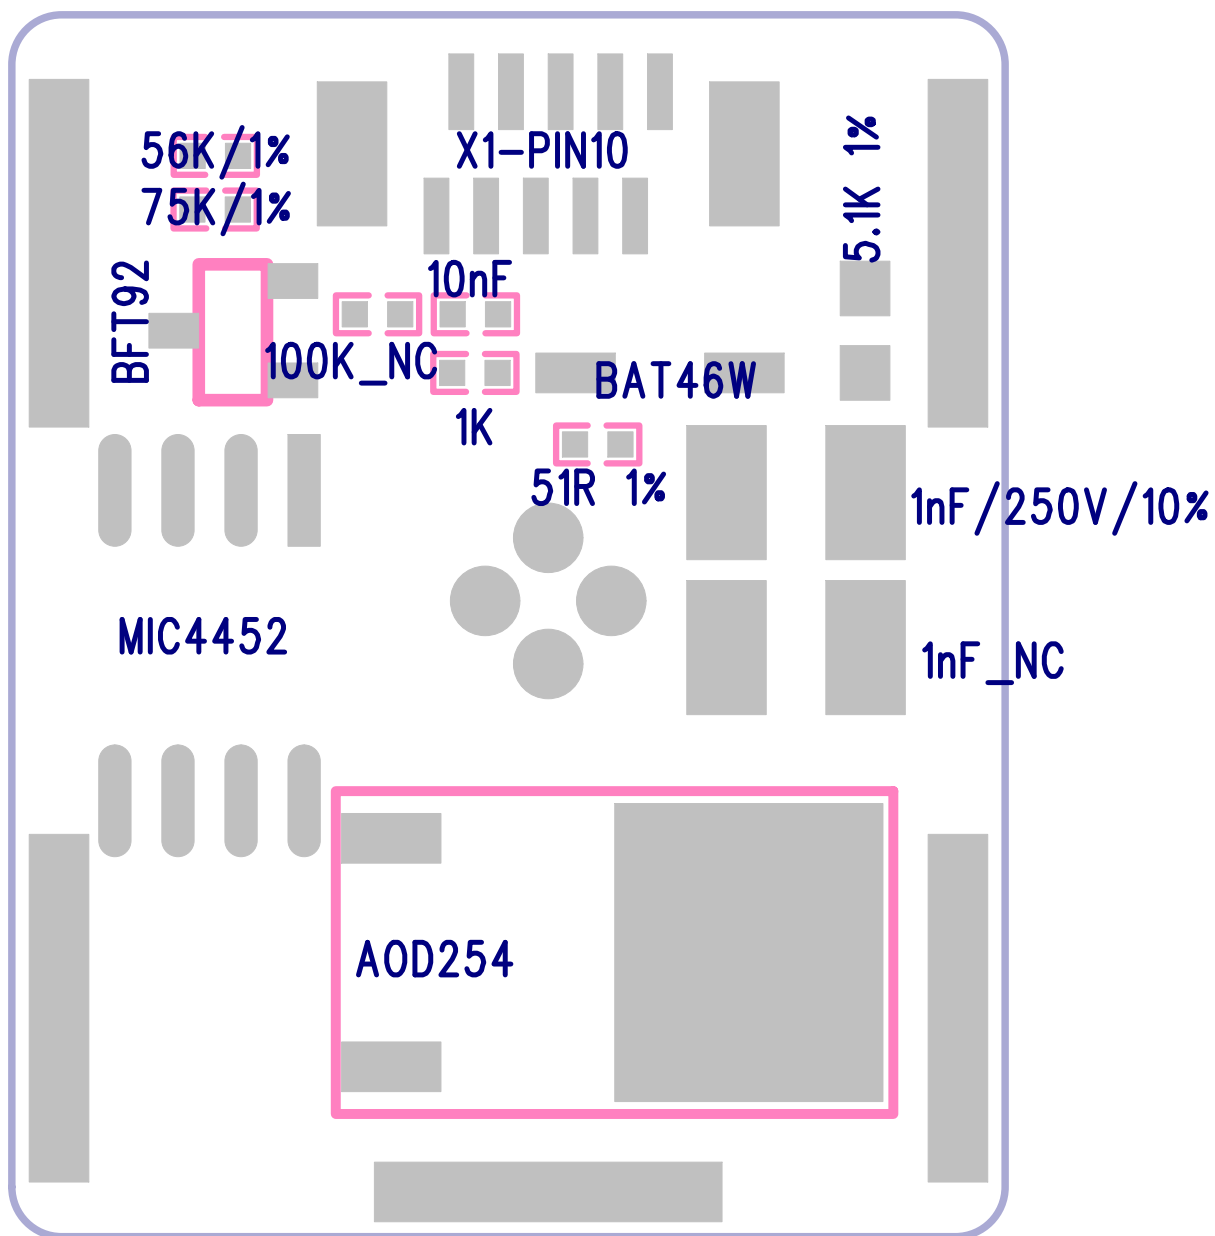 56K/1%
X1-PIN10
5.1K 1%
75K/1%
BFT92
10nF
100K_NC
BAT46W
1K
51R 1%
1nF/250V/10%
MIC4452
1nF_NC
AOD254